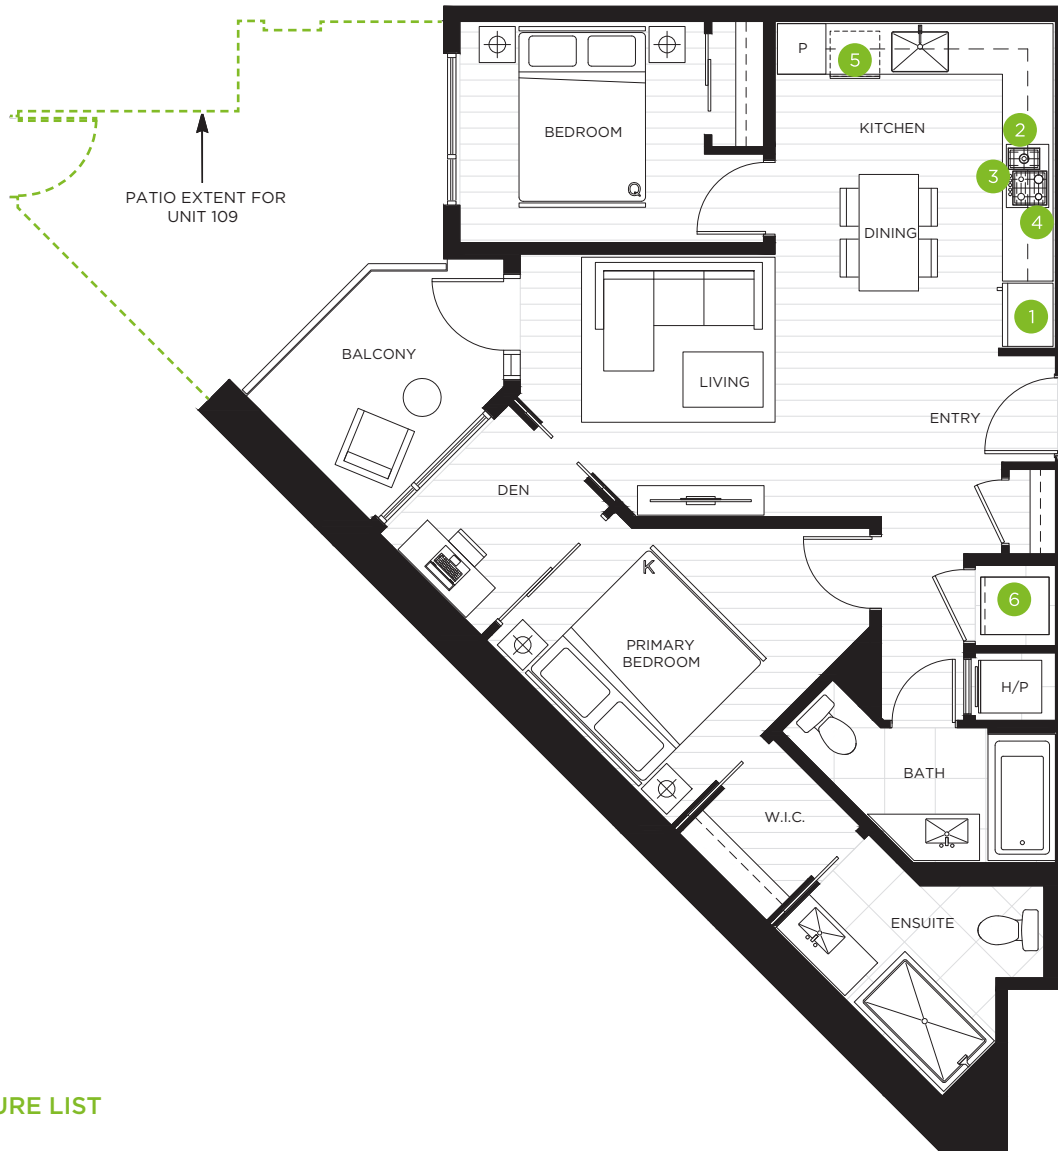 P
5
BEDROOM
KITCHEN
2
3
4
PATIO EXTENT FOR
UNIT 109
Q
DINING
1
BALCONY
LIVING
ENTRY
DEN
K
6
PRIMARY
BEDROOM
H/P
BATH
W.I.C.
ENSUITE
URE LIST